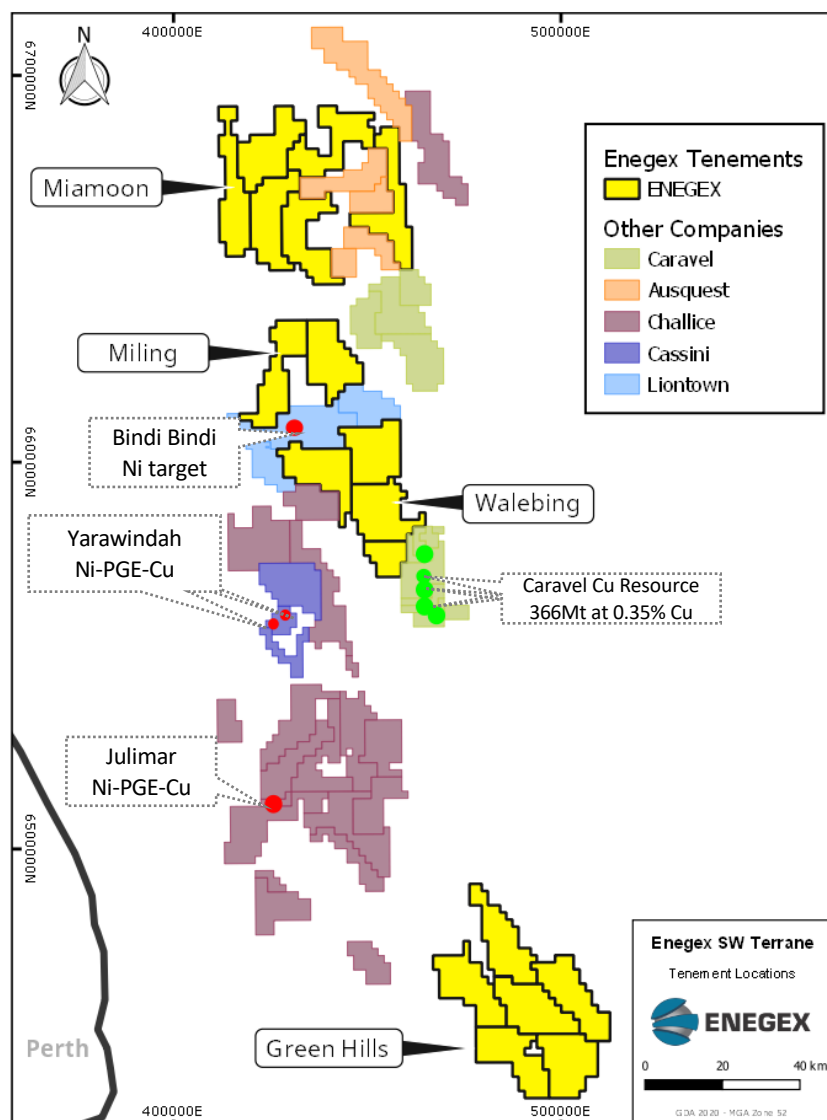 400000E
500000E
N
6700000N
Enegex Tenements
ENEGEX
Other Companies
Caravel
Ausquest
Challice
Cassini
Liontown
Miamoon
Miling
Bindi Bindi
Ni target
6600000N
Walebing
Yarawindah
Ni-PGE-Cu
Caravel Cu Resource
366Mt at 0.35% Cu
Julimar
Ni-PGE-Cu
6500000N
Enegex SW Terrane
Tenement Locations
ENEGEX
Perth
Green Hills
0 20 40 km
400000E
500000E
GDA 2020 - MGA Zone 52